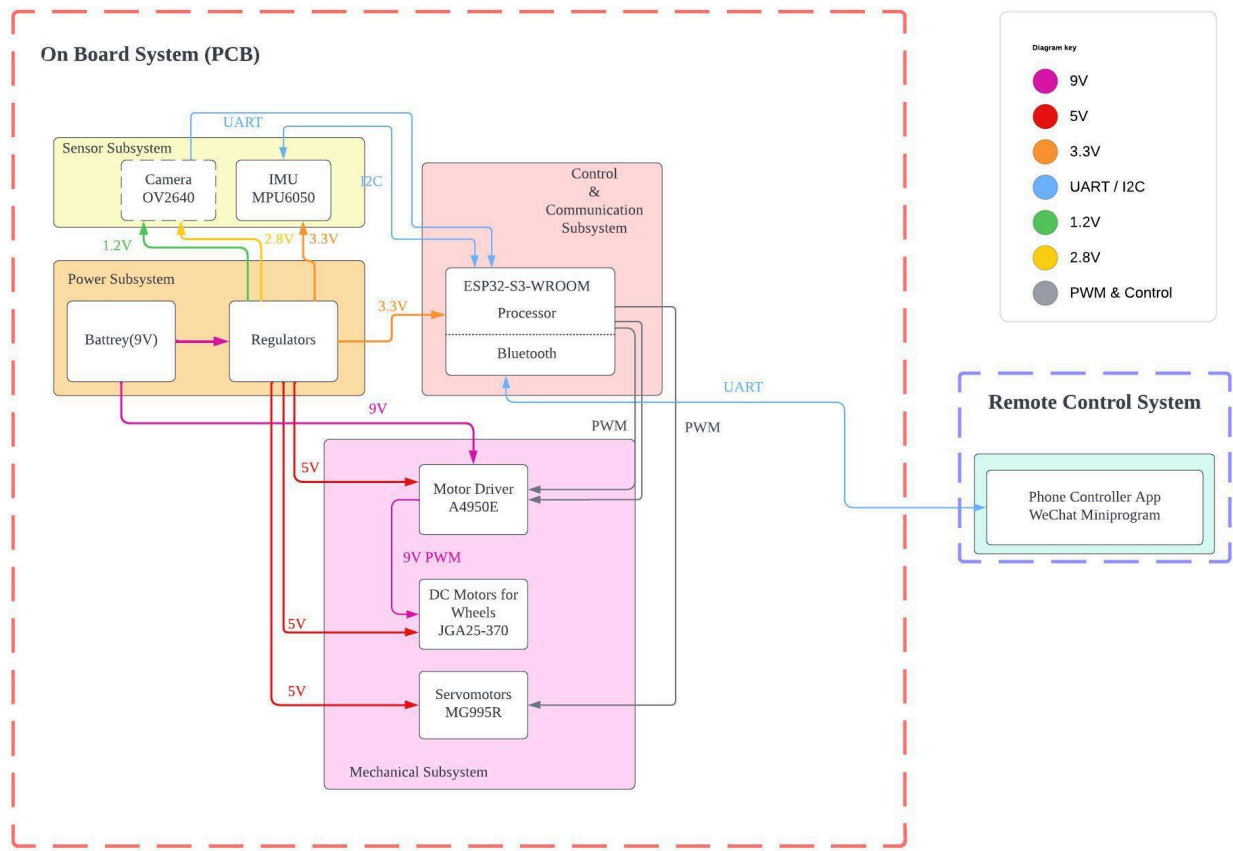 On Board System (PCB)
Diagram key
9V
5V
3.3V
UART / I2C
1.2V
2.8V
PWM & Control
UART
Sensor Subsystem
Camera
OV2640
IMU
MPU6050
I2C
Control
&
Communication
Subsystem
1.2V
2.8V
3.3V
Power Subsystem
Battrey(9V)
Regulators
3.3V
ESP32-S3-WROOM
Processor
Bluetooth
UART
Remote Control System
Phone Controller App
WeChat Miniprogram
9V
PWM
PWM
5V
Motor Driver
A4950E
9V PWM
DC Motors for
Wheels
JGA25-370
5V
5V
Servomotors
MG995R
Mechanical Subsystem